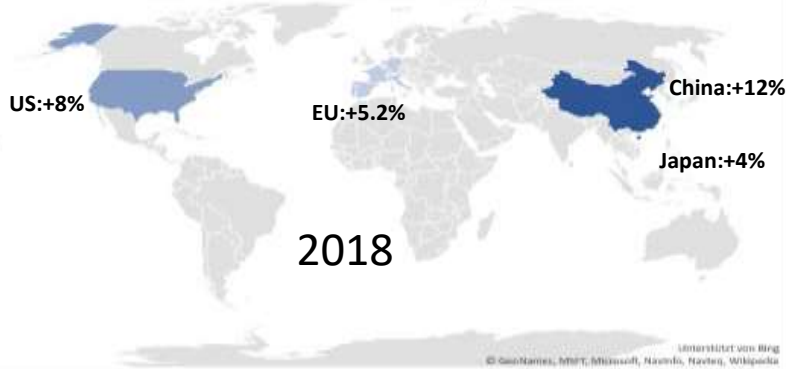 US:+8%
EU:+5.2%
China:+12%
Japan:+4%
2018
Unterstützt von Bing
© GeoNames, MSFT, Microsoft, NavInfo, Navteq, Wikipedia